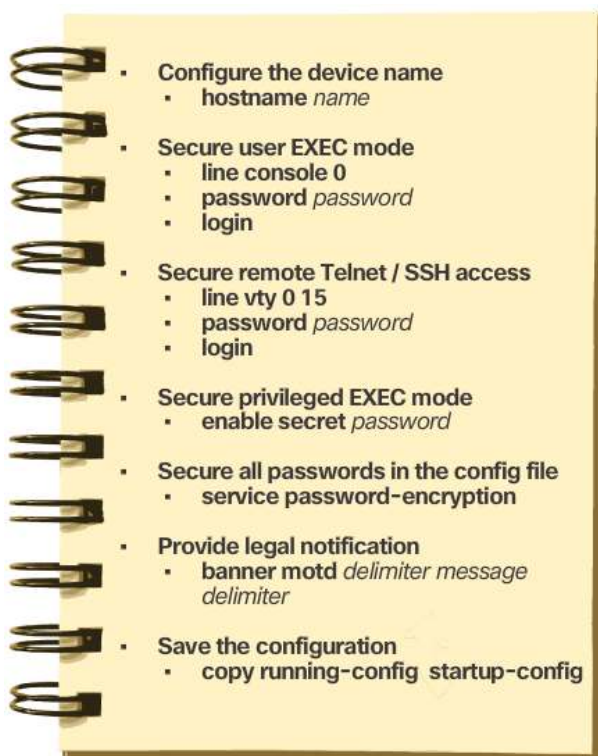 ▪ Configure the device name
▪ hostname name
▪ Secure user EXEC mode
▪ line console 0
▪ password password
▪ login
▪ Secure remote Telnet / SSH access
▪ line vty 0 15
▪ password password
▪ login
▪ Secure privileged EXEC mode
▪ enable secret password
▪ Secure all passwords in the config file
▪ service password-encryption
▪ Provide legal notification
▪ banner motd delimiter message
delimiter
▪ Save the configuration
▪ copy running-config startup-config